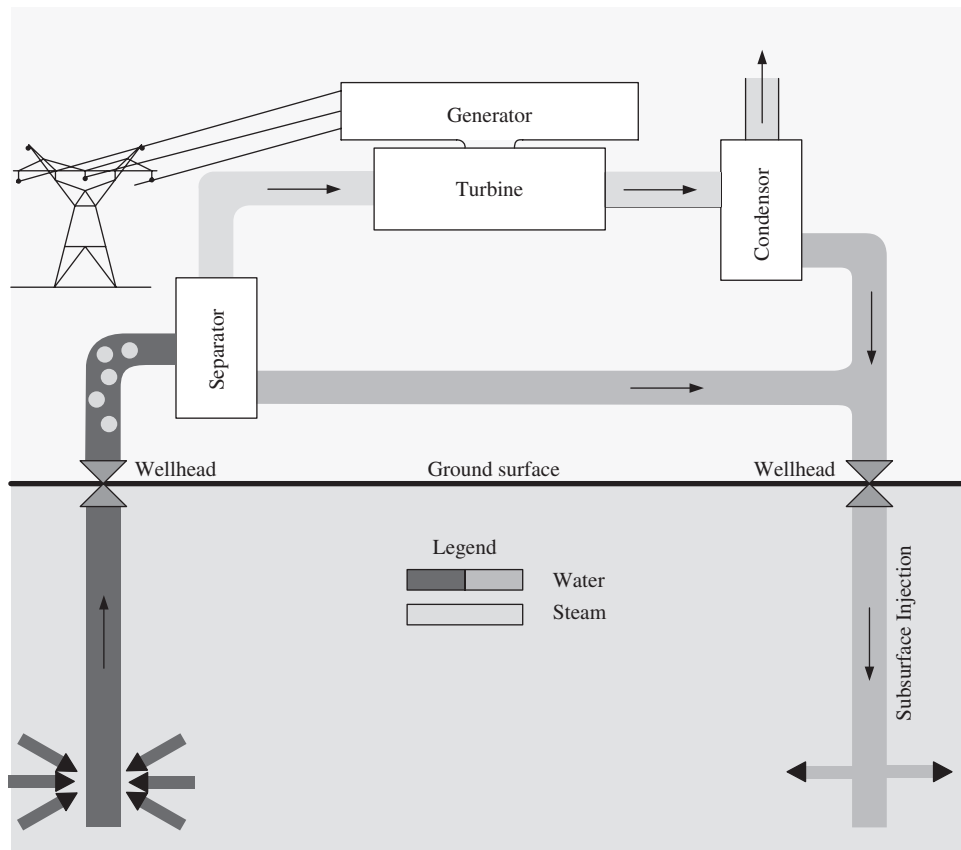 Generator
Turbine
Condensor
Separator
Wellhead
Ground surface
Wellhead
Legend
Water
Steam
Subsurface Injection